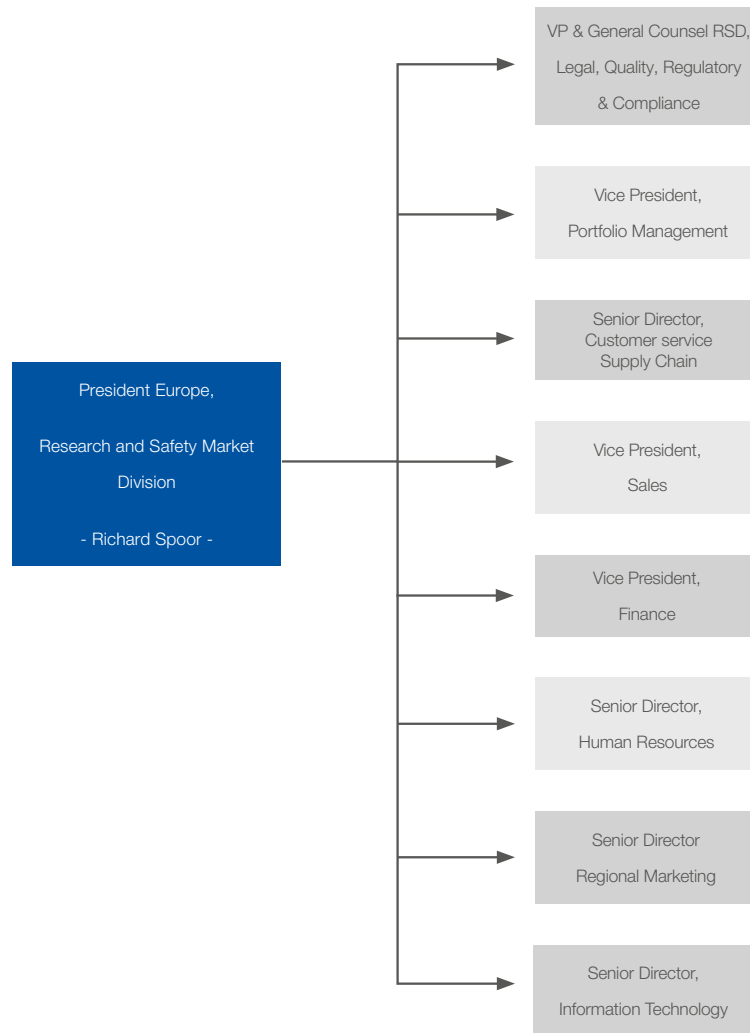 President Europe,
Research and Safety Market
Division
- Richard Spoor -
VP & General Counsel RSD,
Legal, Quality, Regulatory
& Compliance
Vice President,
Portfolio Management
Senior Director,
Customer service
Supply Chain
Vice President,
Sales
Vice President,
Finance
Senior Director,
Human Resources
Senior Director
Regional Marketing
Senior Director,
Information Technology